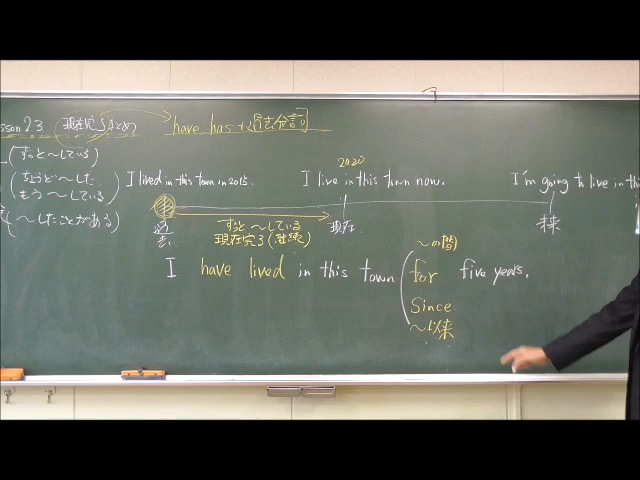 sson 23 現在完了まとめ
have has + 過去分詞
(ずっと〜している)
(ちょうど〜した
もう〜している
(〜したことがある)
I lived in this town in 2015.
2020
I live in this town now.
I'm going to live in thi
過去
ずっと〜している
現在完了(継続)
現在
未来
I have lived in this town for five years.
〜の間
Since
〜以来